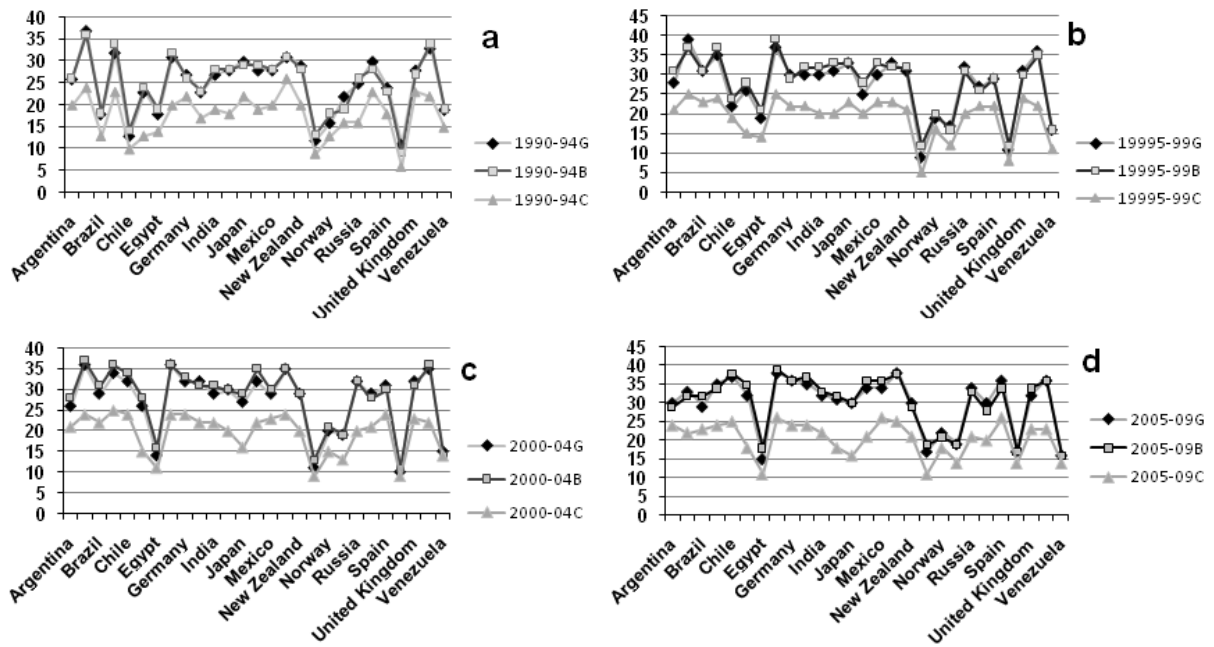 a
40
35
30
25
20
15
10
5
0
1990-94G
1990-94B
1990-94C
Argentina
Brazil
Chile
Egypt
Germany
India
Japan
Mexico
New Zealand
Norway
Russia
Spain
United Kingdom
Venezuela
b
45
40
35
30
25
20
15
10
5
0
19995-99G
19995-99B
19995-99C
Argentina
Brazil
Chile
Egypt
Germany
India
Japan
Mexico
New Zealand
Norway
Russia
Spain
United Kingdom
Venezuela
c
40
35
30
25
20
15
10
5
0
2000-04G
2000-04B
2000-04C
Argentina
Brazil
Chile
Egypt
Germany
India
Japan
Mexico
New Zealand
Norway
Russia
Spain
United Kingdom
Venezuela
d
45
40
35
30
25
20
15
10
5
0
2005-09G
2005-09B
2005-09C
Argentina
Brazil
Chile
Egypt
Germany
India
Japan
Mexico
New Zealand
Norway
Russia
Spain
United Kingdom
Venezuela